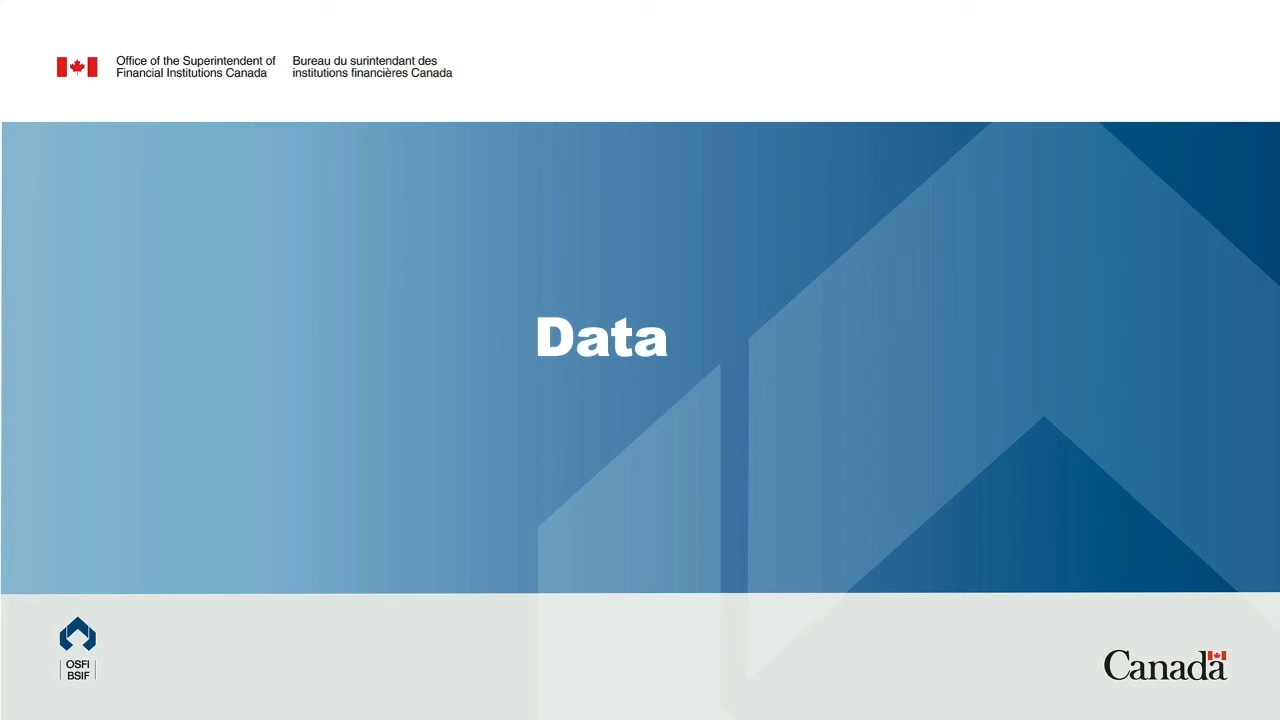 Office of the Superintendent of
Financial Institutions Canada
Bureau du surintendant des
institutions financières Canada
Data
OSFI
BSIF
Canada